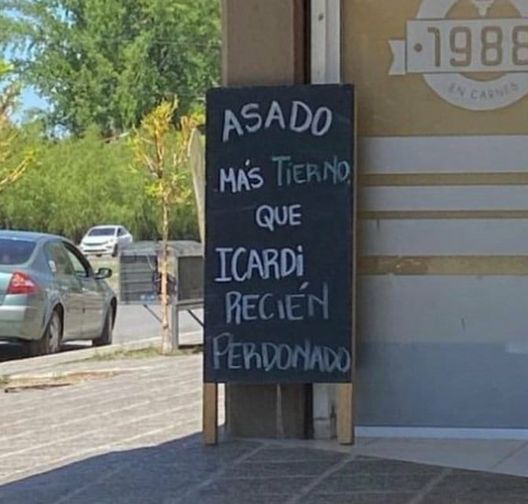 ASADO
MÁS TIERNO
QUE
ICARDi
RECIÉN
PERDONADO
1988
EN CARNES